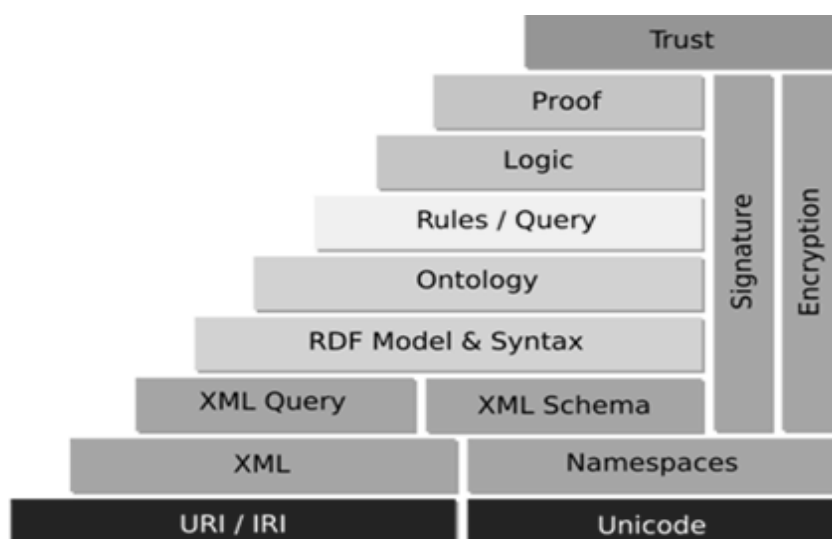 Trust
Proof
Logic
Rules / Query
Ontology
RDF Model & Syntax
Signature
Encryption
XML Query
XML Schema
XML
Namespaces
URI / IRI
Unicode